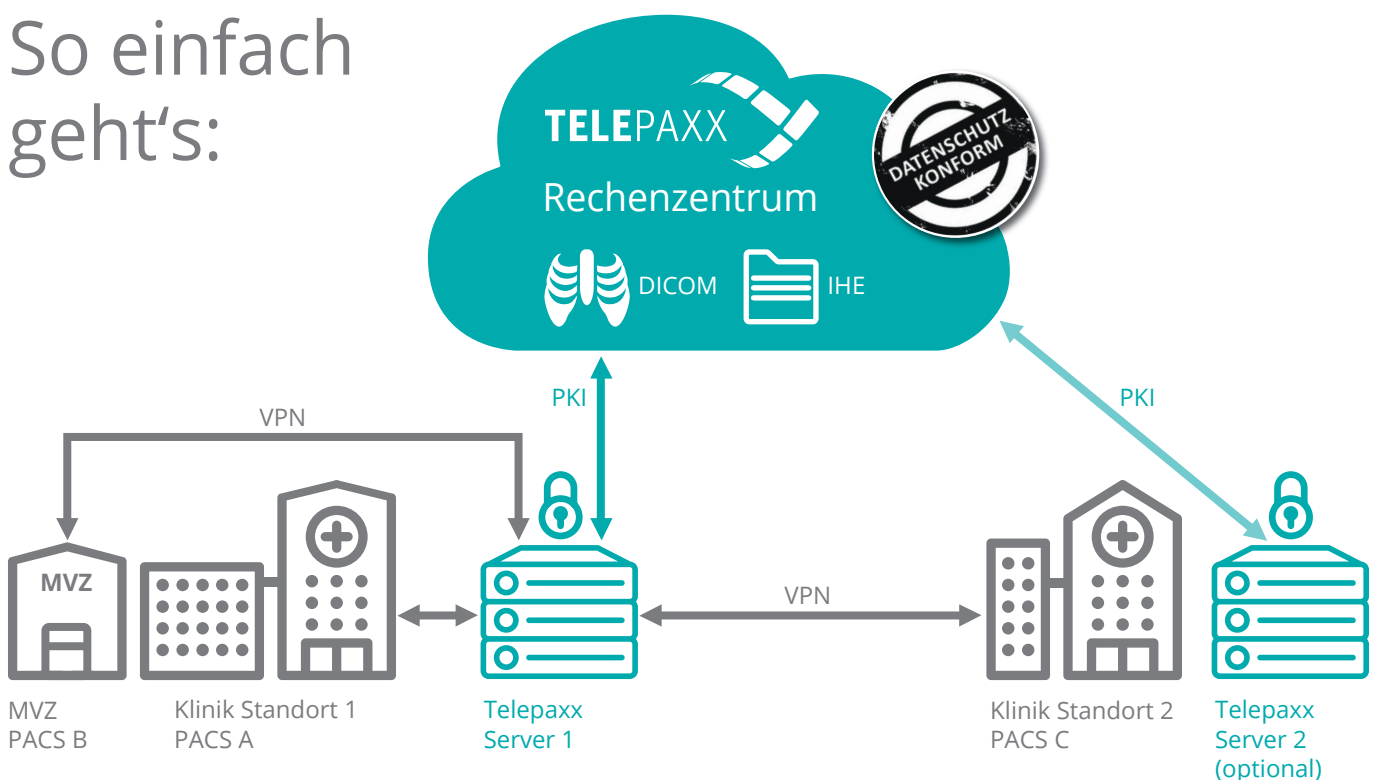 So einfach
geht‘s:
TELEPAXX
Rechenzentrum
DATENSCHUTZ
KONFORM
DICOM
IHE
PKI
PKI
VPN
MVZ
VPN
MVZ
PACS B
Klinik Standort 1
PACS A
Telepaxx
Server 1
Klinik Standort 2
PACS C
Telepaxx
Server 2
(optional)